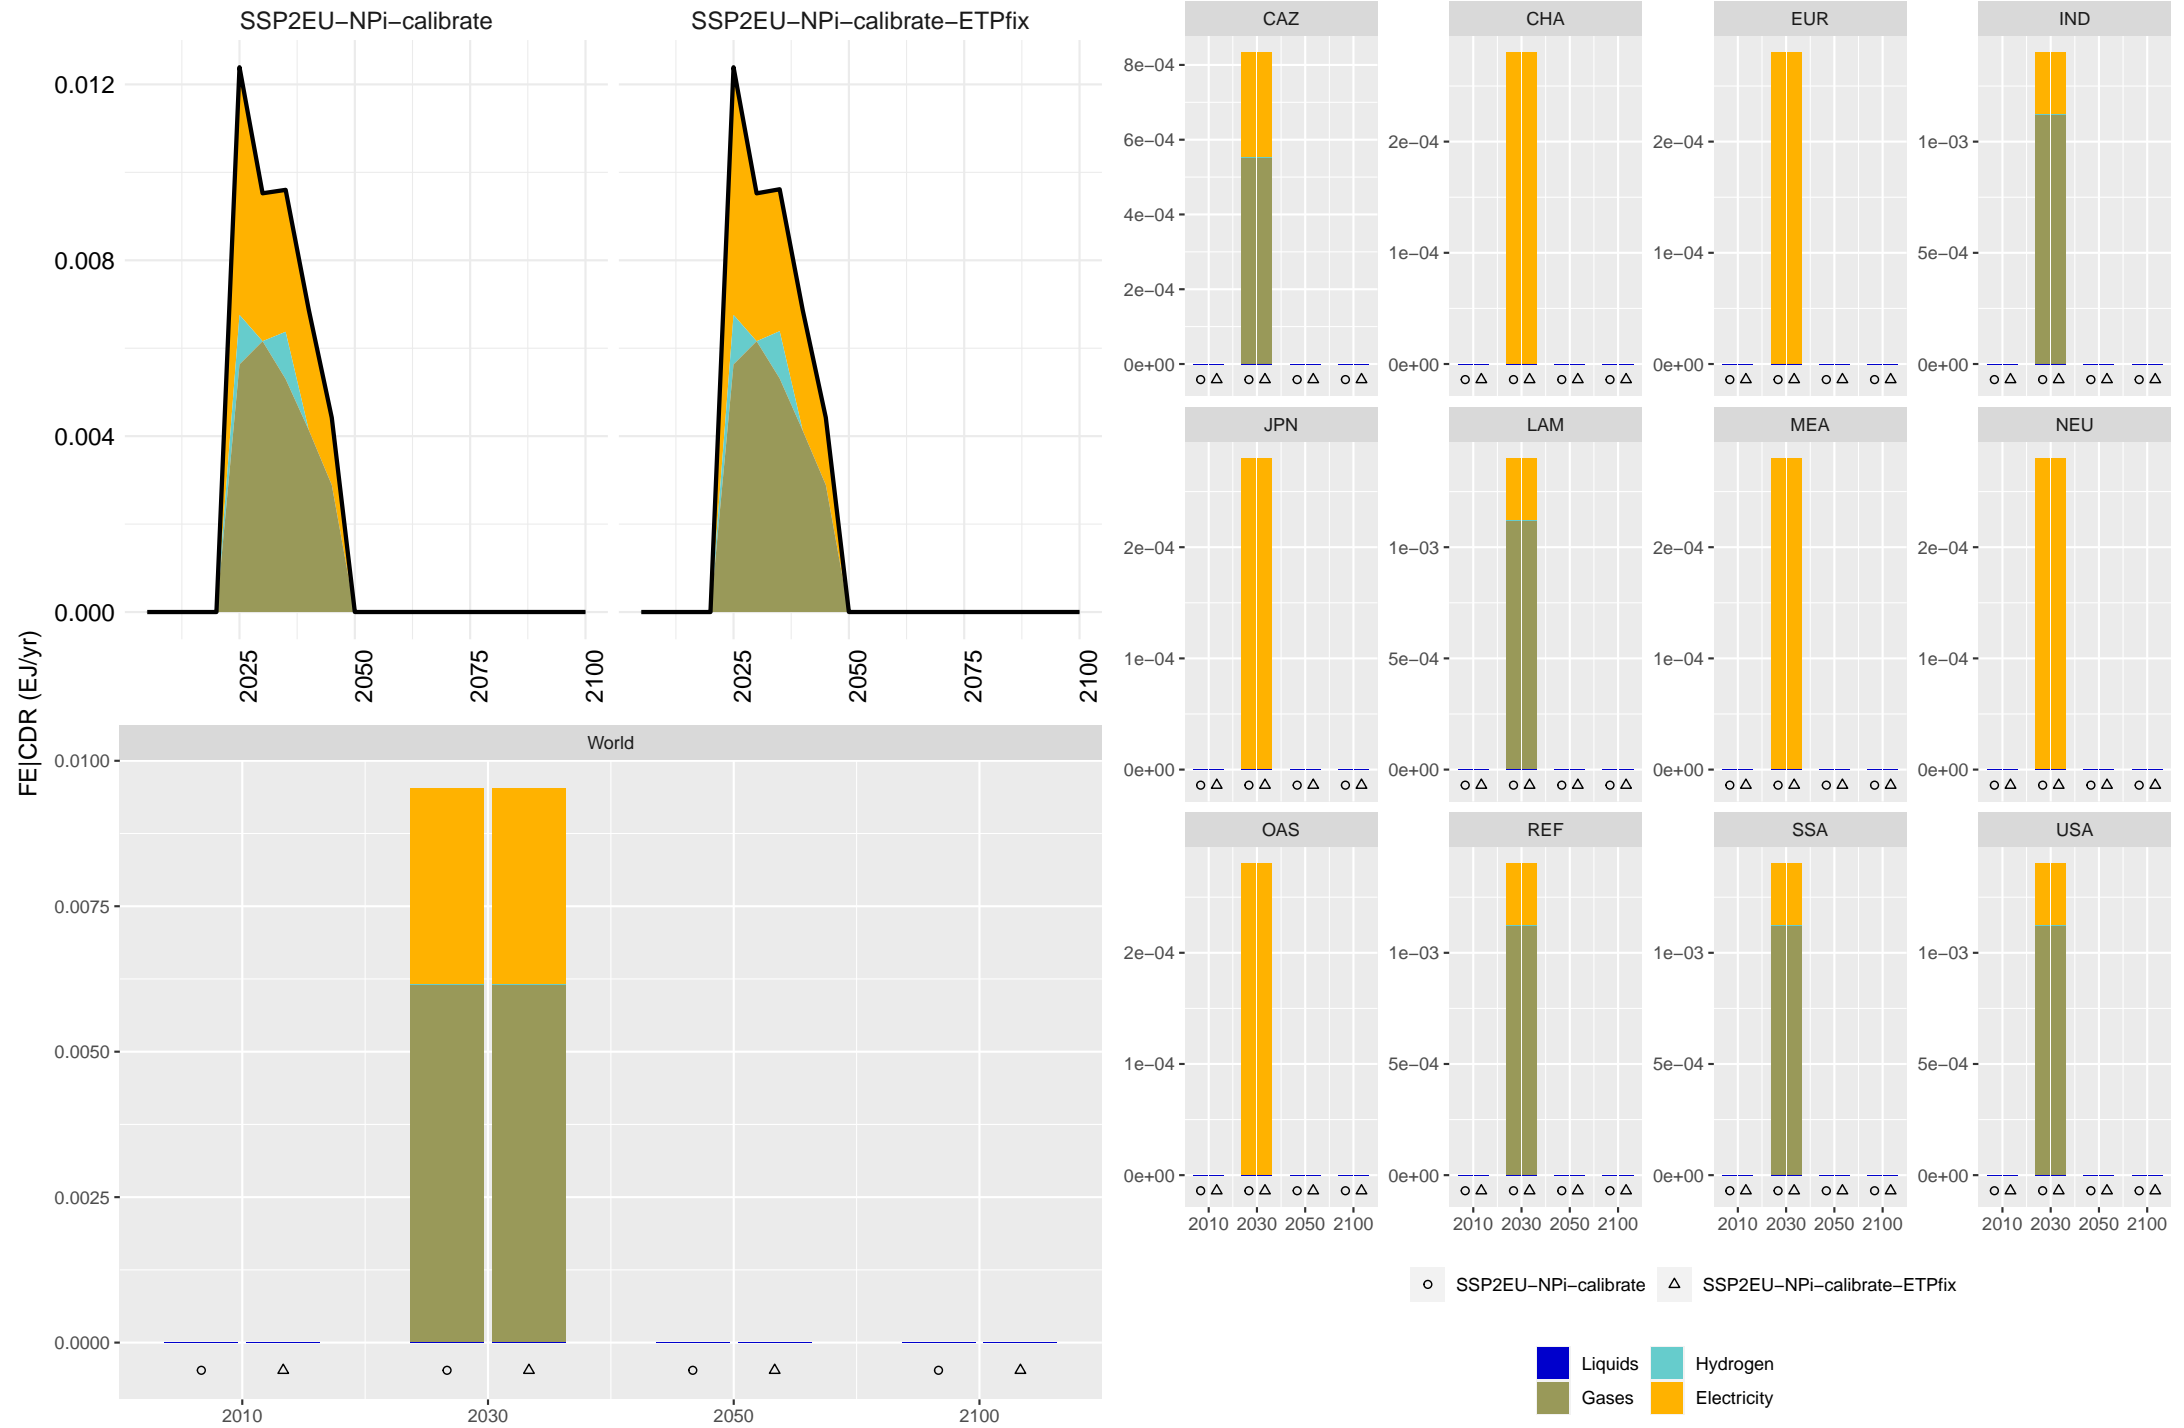 SSP2EU−NPi−calibrate
SSP2EU−NPi−calibrate−ETPfix
0.012
0.008
0.004
0.000
2025
2050
2075
2100
2025
2050
2075
2100
FE|CDR (EJ/yr)
World
0.0100
0.0075
0.0050
0.0025
0.0000
2010
2030
2050
2100
CAZ
CHA
EUR
IND
8e−04
6e−04
4e−04
2e−04
0e+00
2e−04
1e−04
0e+00
2e−04
1e−04
0e+00
1e−03
5e−04
0e+00
JPN
LAM
MEA
NEU
2e−04
1e−04
0e+00
1e−03
5e−04
0e+00
2e−04
1e−04
0e+00
2e−04
1e−04
0e+00
OAS
REF
SSA
USA
2e−04
1e−04
0e+00
1e−03
5e−04
0e+00
1e−03
5e−04
0e+00
1e−03
5e−04
0e+00
2010 2030 2050 2100
2010 2030 2050 2100
2010 2030 2050 2100
2010 2030 2050 2100
SSP2EU−NPi−calibrate
SSP2EU−NPi−calibrate−ETPfix
Liquids
Hydrogen
Gases
Electricity